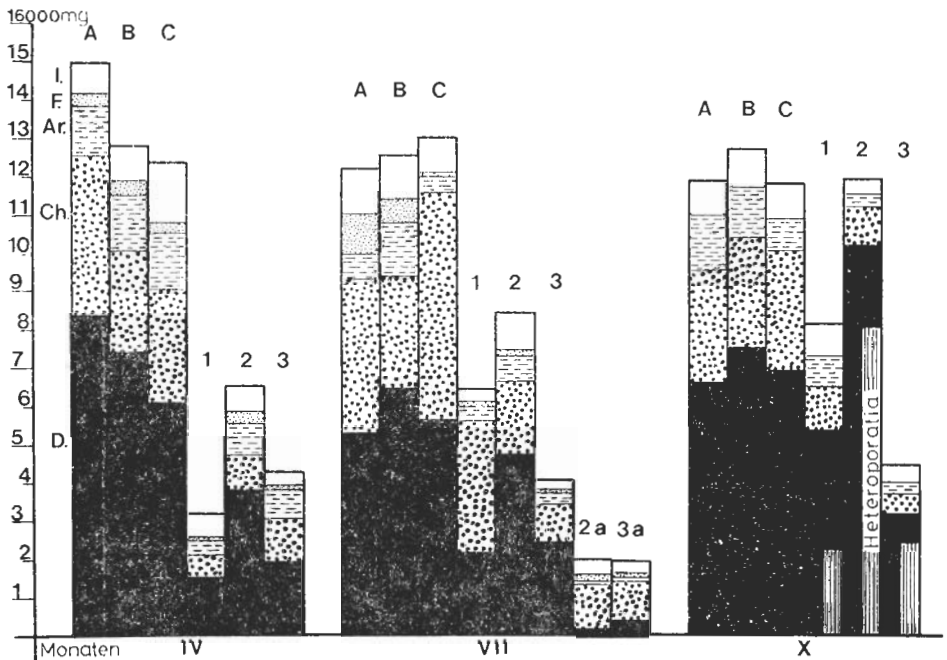 16000mg
A B C
15
I.
14
F.
13
Ar.
12
11
Ch.
10
9
8
7
6
5
D.
4
3
2
1
1 2 3
A B C
1 2 3
2a 3a
A B C
1 2 3
Heteroporatia
Monaten IV VII X